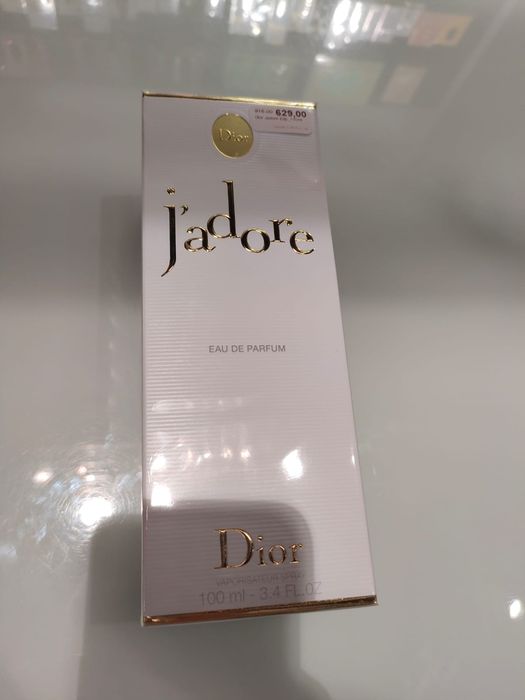 629,00
Dior
j'adore
EAU DE PARFUM
Dior
VAPORISATEUR SPRAY
100 ml - 3.4 FL.OZ